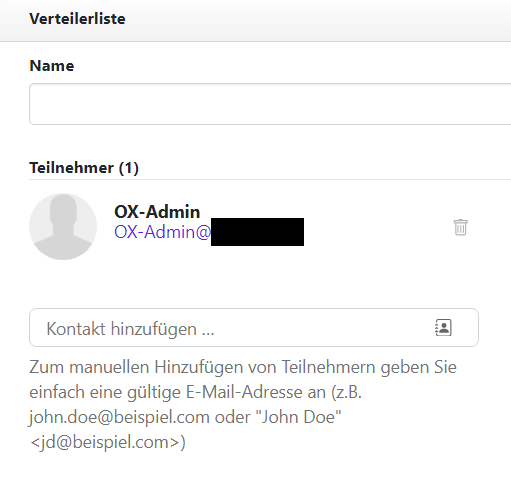 Verteilerliste
Name
Teilnehmer (1)
OX-Admin
OX-Admin@
Kontakt hinzufügen ...
Zum manuellen Hinzufügen von Teilnehmern geben Sie
einfach eine gültige E-Mail-Adresse an (z.B.
john.doe@beispiel.com oder "John Doe"
<jd@beispiel.com>)